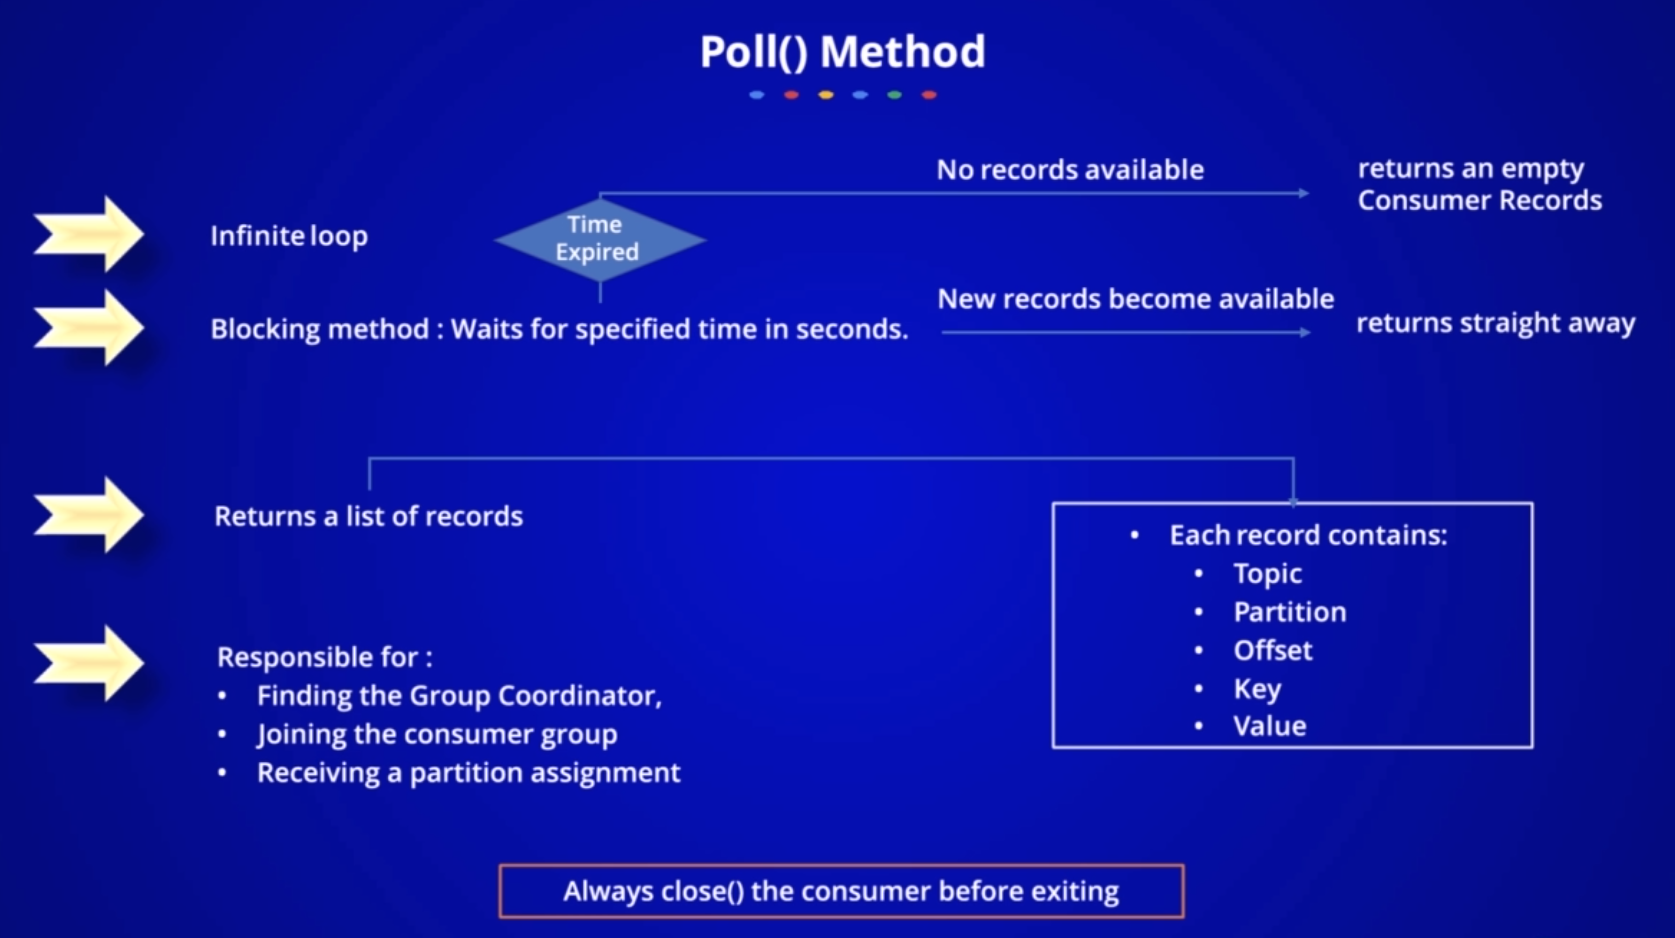 Poll() Method
No records available
returns an empty
Consumer Records
Infinite loop
Time
Expired
New records become available
Blocking method : Waits for specified time in seconds.
returns straight away
Returns a list of records
• Each record contains:
• Topic
• Partition
• Offset
• Key
• Value
Responsible for :
• Finding the Group Coordinator,
• Joining the consumer group
• Receiving a partition assignment
Always close() the consumer before exiting